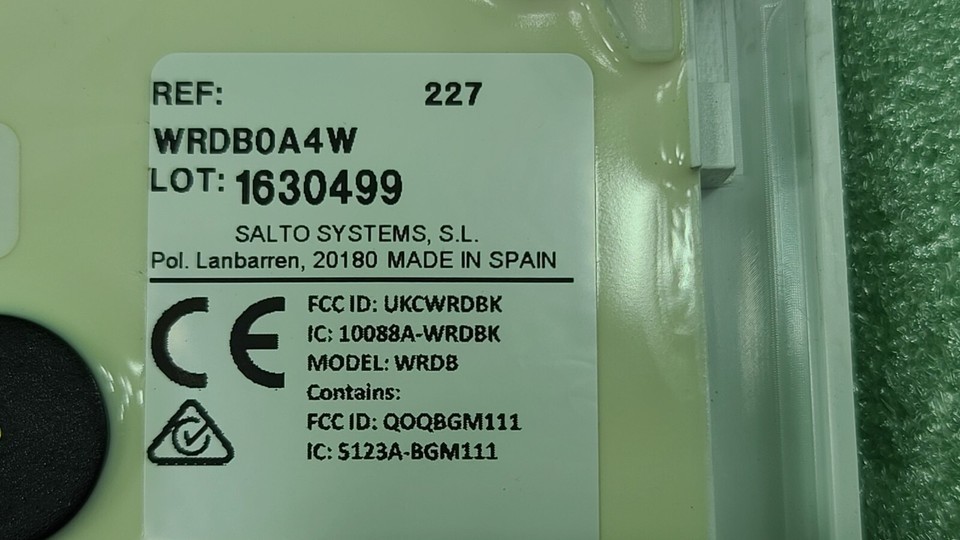 REF: 227
WRDB0A4W
LOT: 1630499
SALTO SYSTEMS, S.L.
Pol. Lanbarren, 20180 MADE IN SPAIN
CE
FCC ID: UKCWRDBK
IC: 10088A-WRDBK
MODEL: WRDB
Contains:
FCC ID: QOQBGM111
IC: 5123A-BGM111